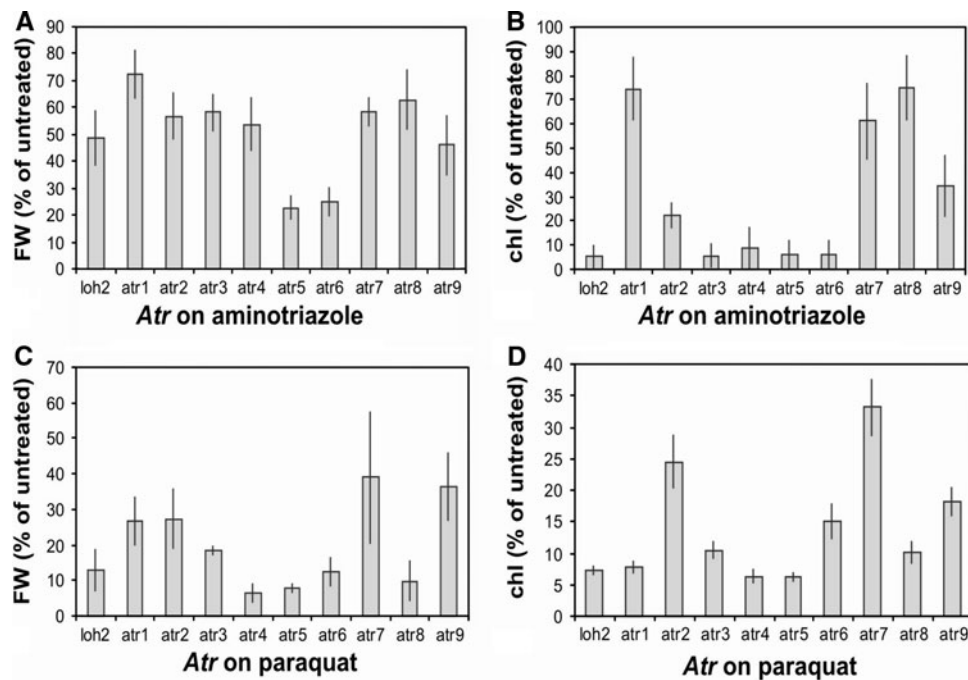 A
FW (% of untreated)
90
80
70
60
50
40
30
20
10
0
loh2 atr1 atr2 atr3 atr4 atr5 atr6 atr7 atr8 atr9
Atr on aminotriazole
B
chl (% of untreated)
100
90
80
70
60
50
40
30
20
10
0
loh2 atr1 atr2 atr3 atr4 atr5 atr6 atr7 atr8 atr9
Atr on aminotriazole
C
FW (% of untreated)
70
60
50
40
30
20
10
0
loh2 atr1 atr2 atr3 atr4 atr5 atr6 atr7 atr8 atr9
Atr on paraquat
D
chl (% of untreated)
40
35
30
25
20
15
10
5
0
loh2 atr1 atr2 atr3 atr4 atr5 atr6 atr7 atr8 atr9
Atr on paraquat